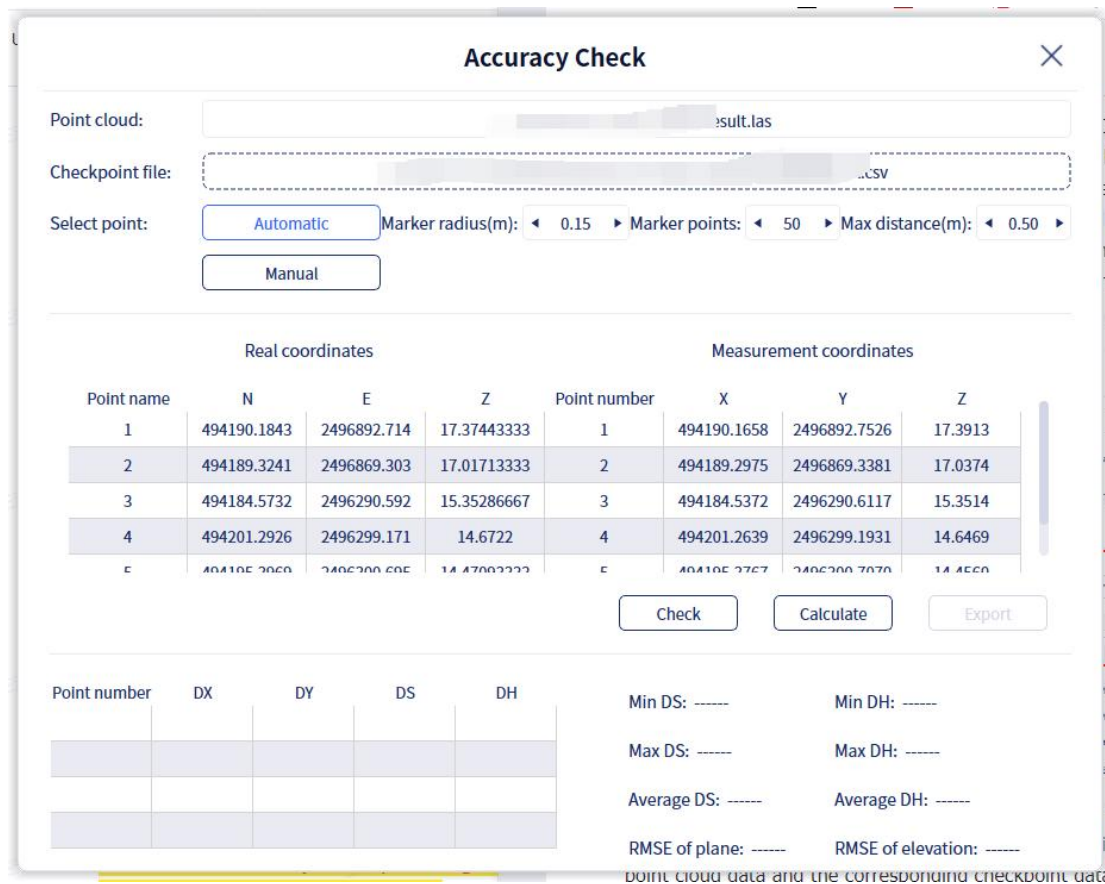 Accuracy Check
Point cloud: esult.las
Checkpoint file: .csv
Select point: Automatic Marker radius(m): 0.15 Marker points: 50 Max distance(m): 0.50
Manual
Real coordinates Measurement coordinates
Point name N E Z Point number X Y Z
1 494190.1843 2496892.714 17.37443333 1 494190.1658 2496892.7526 17.3913
2 494189.3241 2496869.303 17.01713333 2 494189.2975 2496869.3381 17.0374
3 494184.5732 2496290.592 15.35286667 3 494184.5372 2496290.6117 15.3514
4 494201.2926 2496299.171 14.6722 4 494201.2639 2496299.1931 14.6469
Check Calculate Export
Point number DX DY DS DH
Min DS: ------ Min DH: ------
Max DS: ------ Max DH: ------
Average DS: ------ Average DH: ------
RMSE of plane: ------ RMSE of elevation: ------
point cloud data and the corresponding checkpoint data